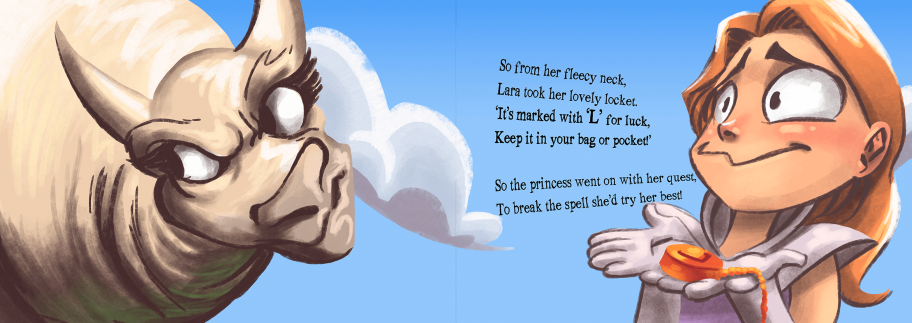 So from her fleecy neck,
Lara took her lovely locket.
'It's marked with 'L' for luck,
Keep it in your bag or pocket!'
So the princess went on with her quest,
To break the spell she'd try her best!